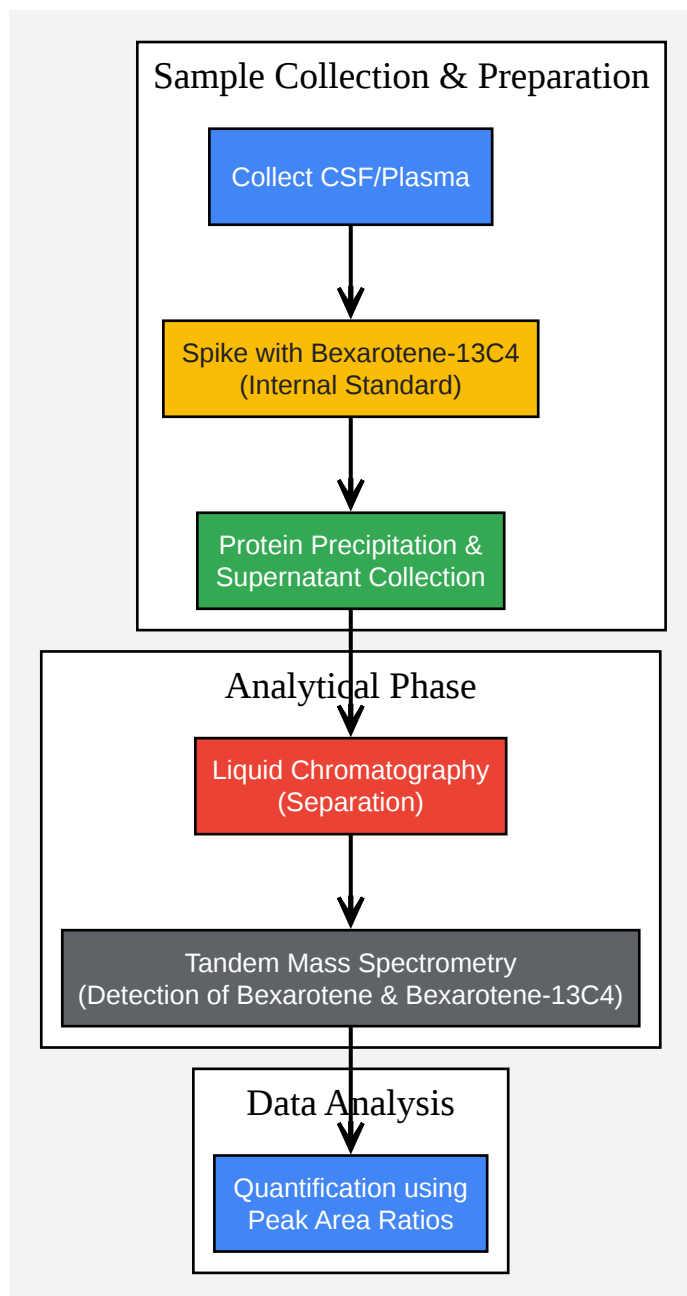 Sample Collection & Preparation
Collect CSF/Plasma
Spike with Bexarotene-13C4
(Internal Standard)
Protein Precipitation &
Supernatant Collection
Analytical Phase
Liquid Chromatography
(Separation)
Tandem Mass Spectrometry
(Detection of Bexarotene & Bexarotene-13C4)
Data Analysis
Quantification using
Peak Area Ratios